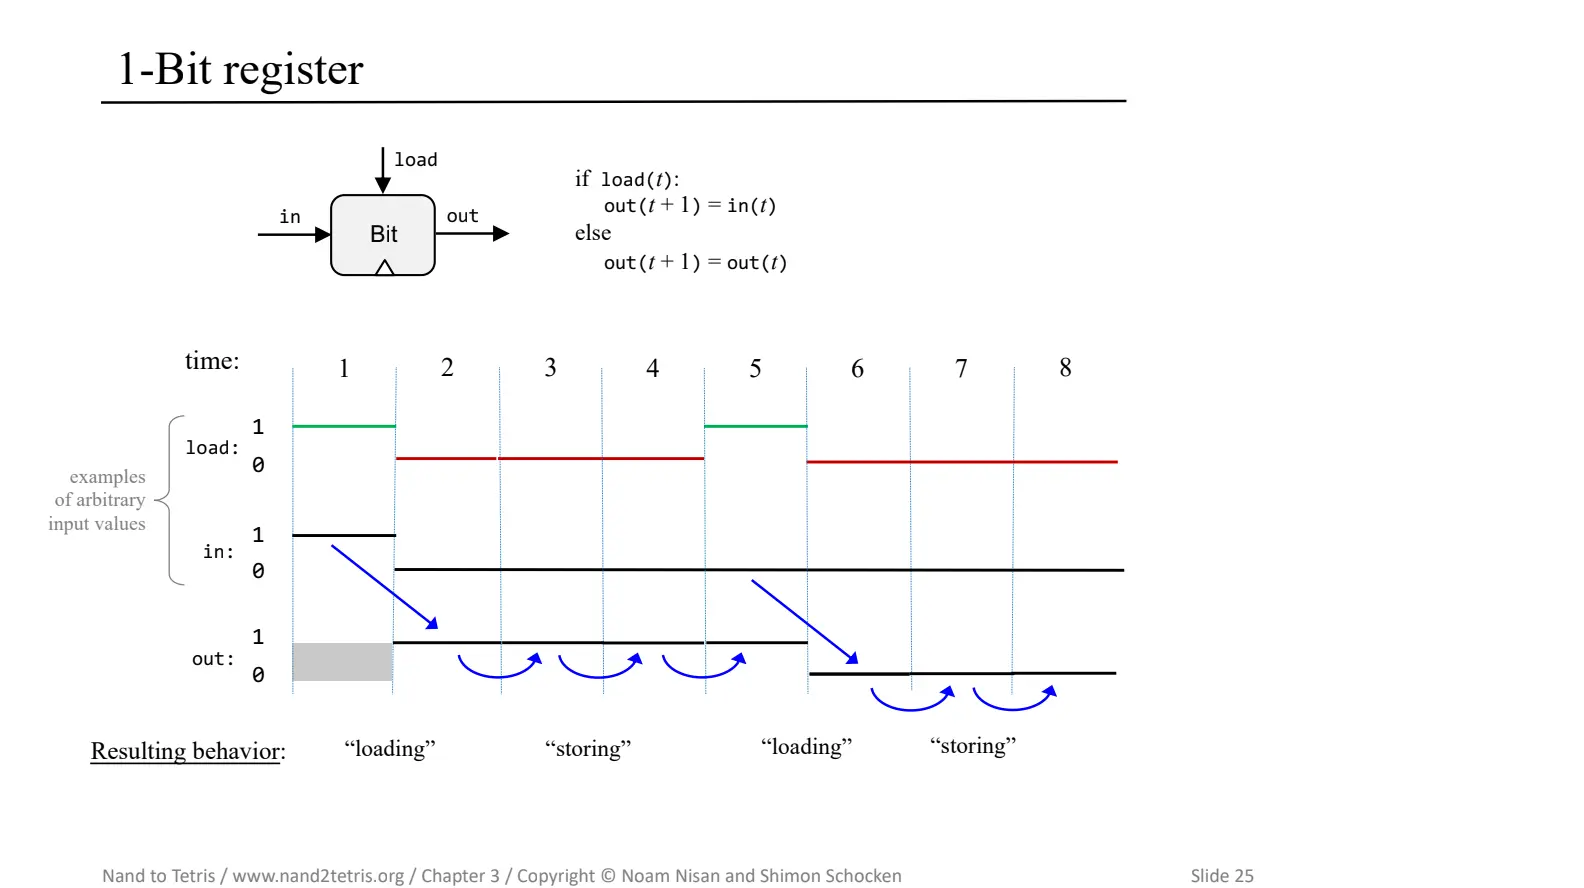 1-Bit register
load
in
out
Bit
if load(t):
out(t + 1) = in(t)
else
out(t + 1) = out(t)
time:
1 2 3 4 5 6 7 8
examples
of arbitrary
input values
load:
1
0
in:
1
0
out:
1
0
Resulting behavior: “loading” “storing” “loading” “storing”
Nand to Tetris / www.nand2tetris.org / Chapter 3 / Copyright © Noam Nisan and Shimon Schocken
Slide 25